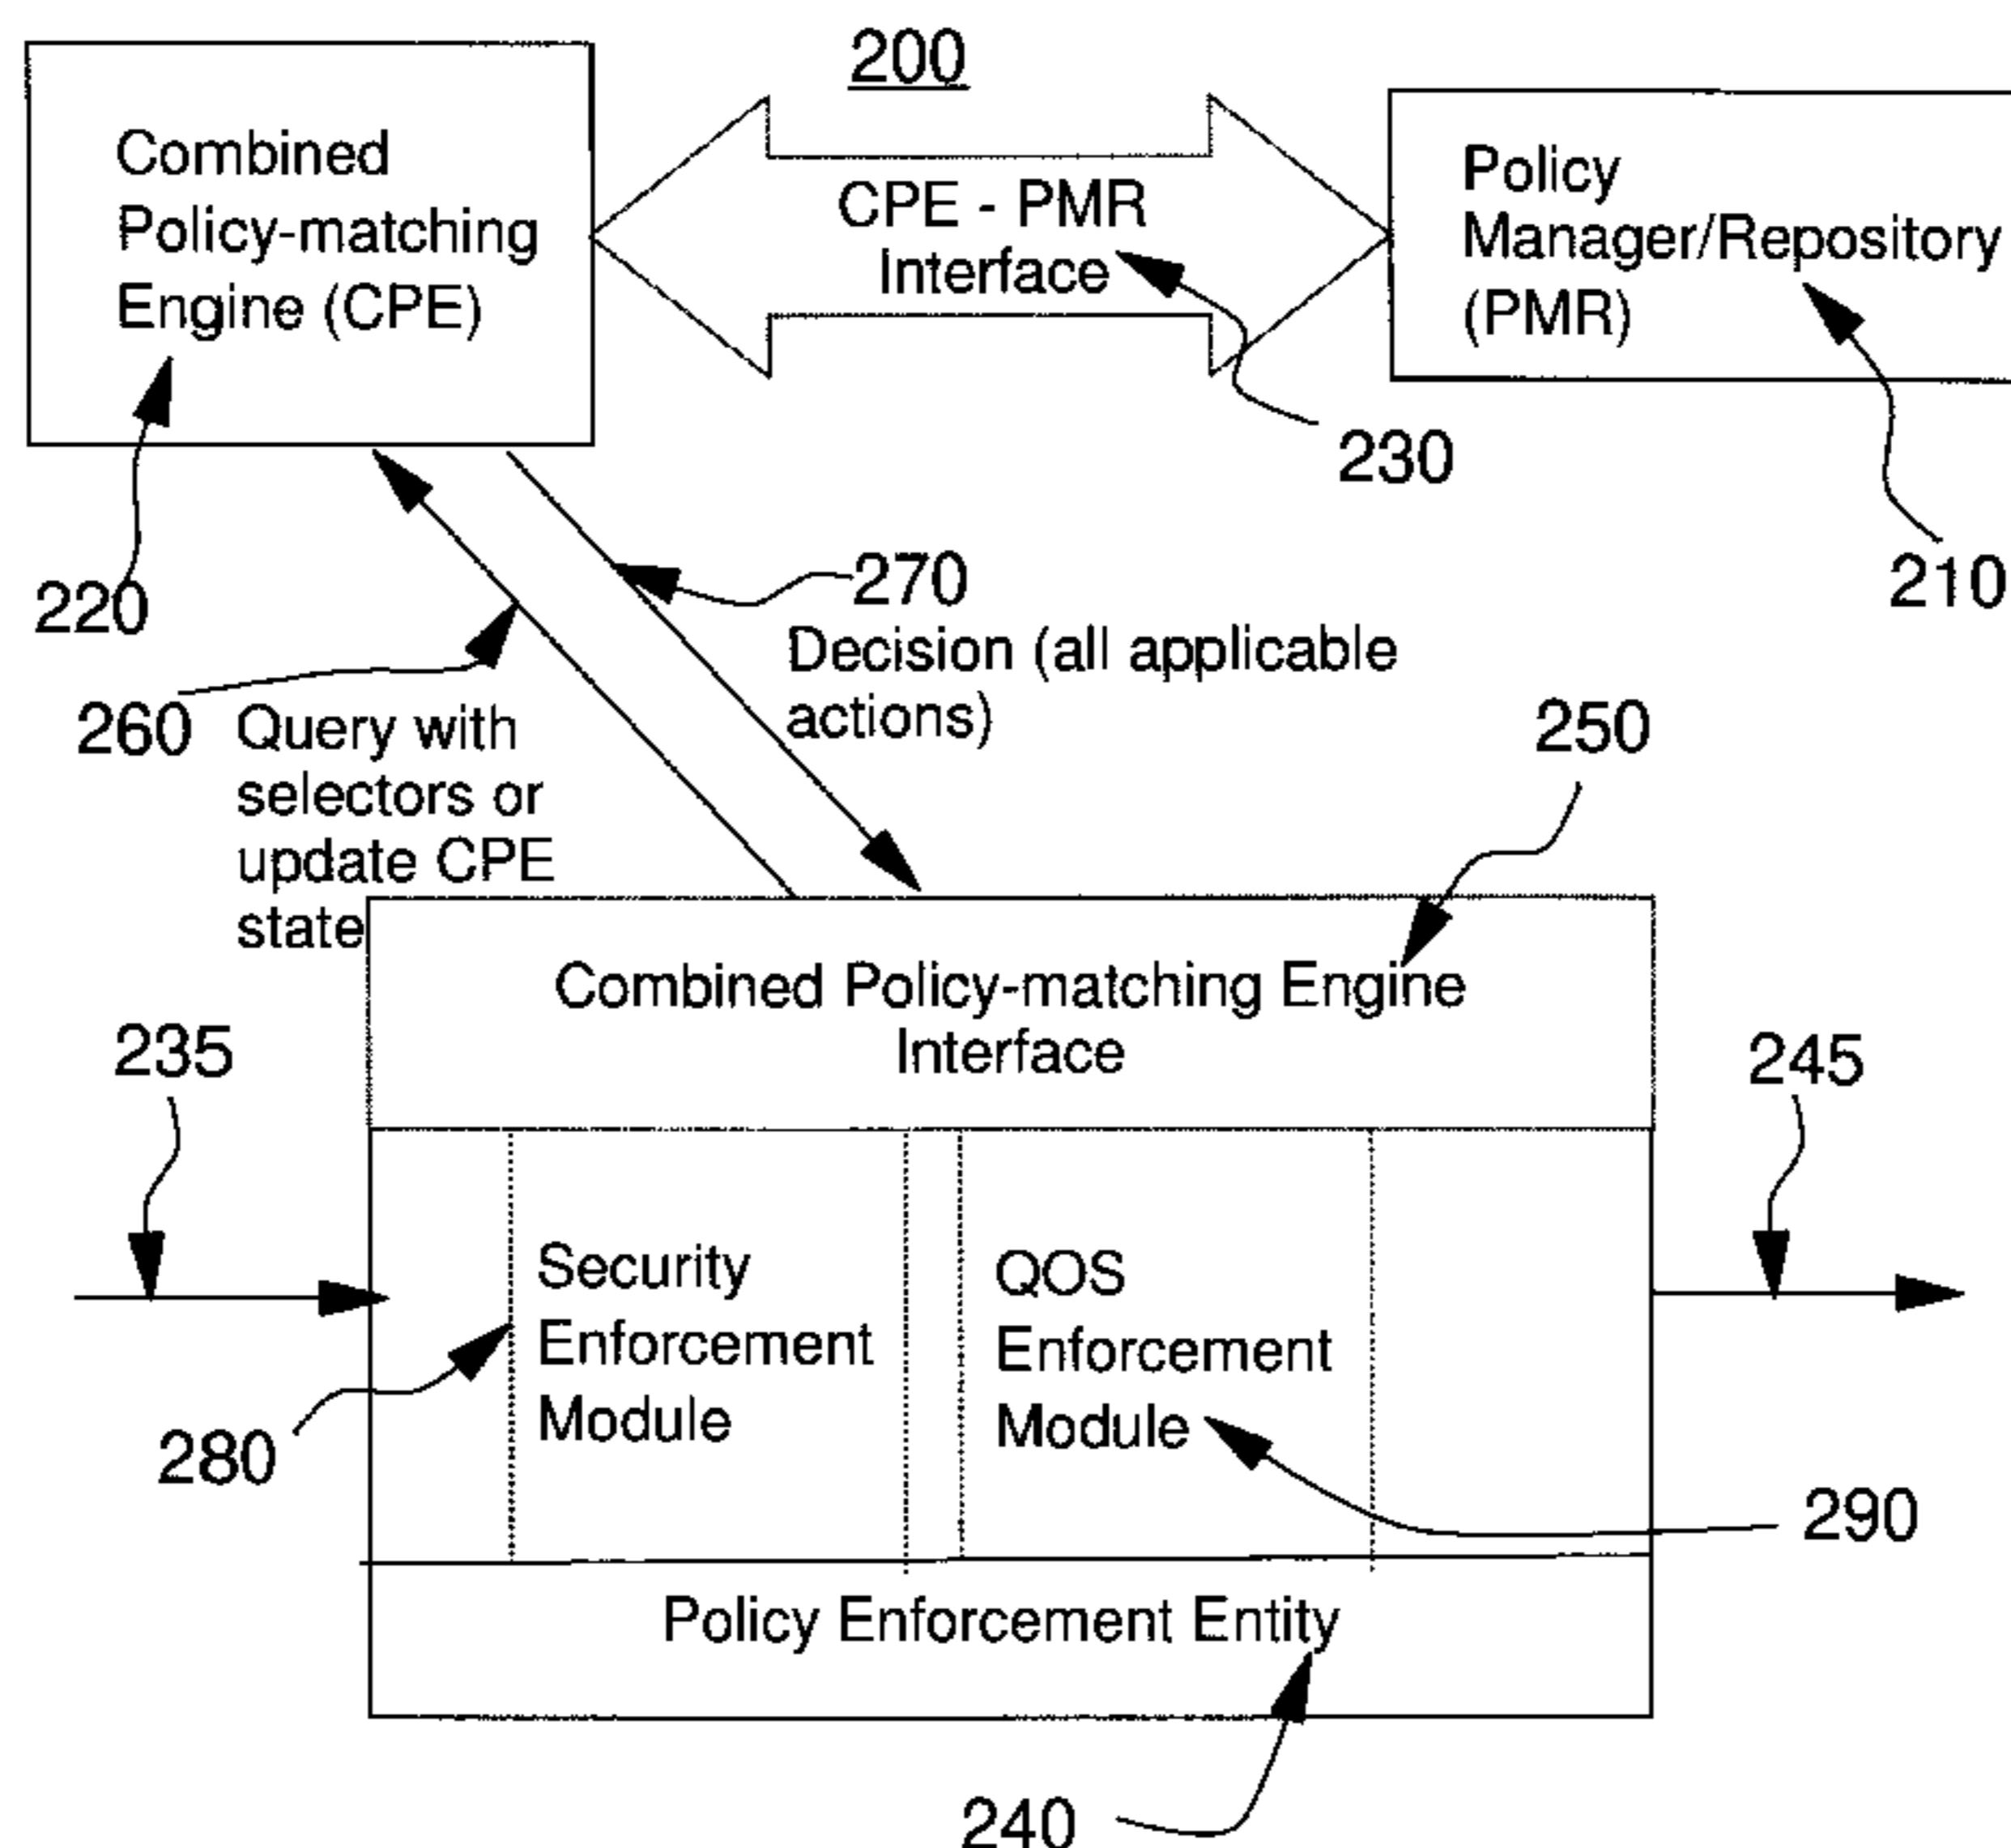 200
Combined
Policy-matching
Engine (CPE)
CPE - PMR
Interface
Policy
Manager/Repository
(PMR)
230
220
210
270
Decision (all applicable
actions)
260
Query with
selectors or
update CPE
state
250
Combined Policy-matching Engine
Interface
235
245
Security
Enforcement
Module
QOS
Enforcement
Module
280
290
Policy Enforcement Entity
240